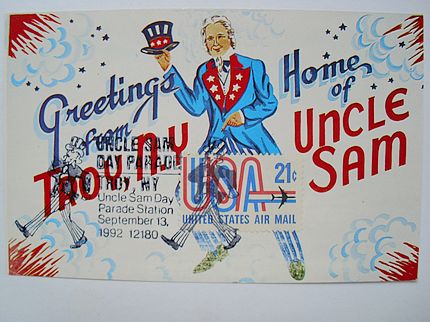 Greetings
from
TROY NY
Home
of
UNCLE
SAM
UNCLE SAM
DAY PARADE
TROY, NY
Uncle Sam Day
Parade Station
September 13,
1992 12180
USA 21c
UNITED STATES AIR MAIL